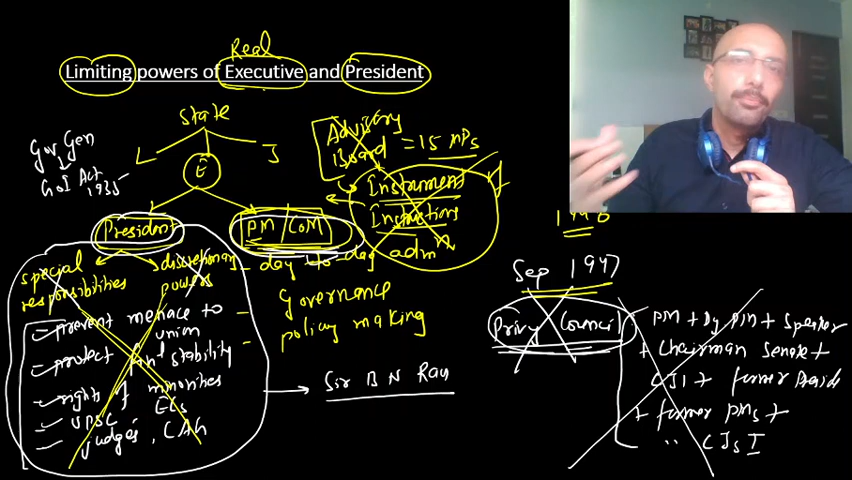 Real
Limiting powers of Executive and President
State
L
E
J
Gov Gen
GoI Act
1935
Advisory
Board
= 15 MPs
Instrument
Instructions
President
PM/CoM
special
responsibilities
discretionary
powers
- day-to-day admn
- Governance
- policy making
- prevent menace to
union
- protect fin'l stability
- rights of minorities
- UPSC, ECs
- judges, CAG
Sir B N Rau
Sep 1947
Privy Council
PM + Dy PM + Speaker
+ Chairman Senate +
CJI + former Presid
+ former PMs +
" CJs I